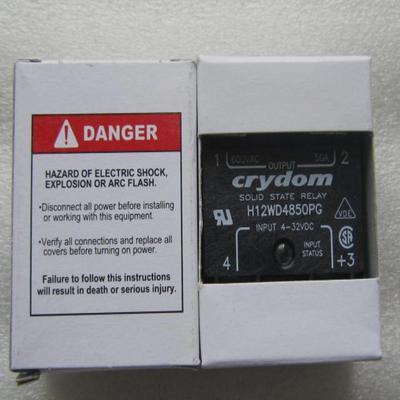 DANGER
HAZARD OF ELECTRIC SHOCK,
EXPLOSION OR ARC FLASH.
•Disconnect all power before installing
or working with this equipment.
•Verify all connections and replace all
covers before turning on power.
Failure to follow this instructions
will result in death or serious injury.
1 600VAC 50A 2
OUTPUT
crydom
SOLID STATE RELAY
H12WD4850PG
VDE
INPUT 4-32VDC
INPUT
STATUS
4 +3